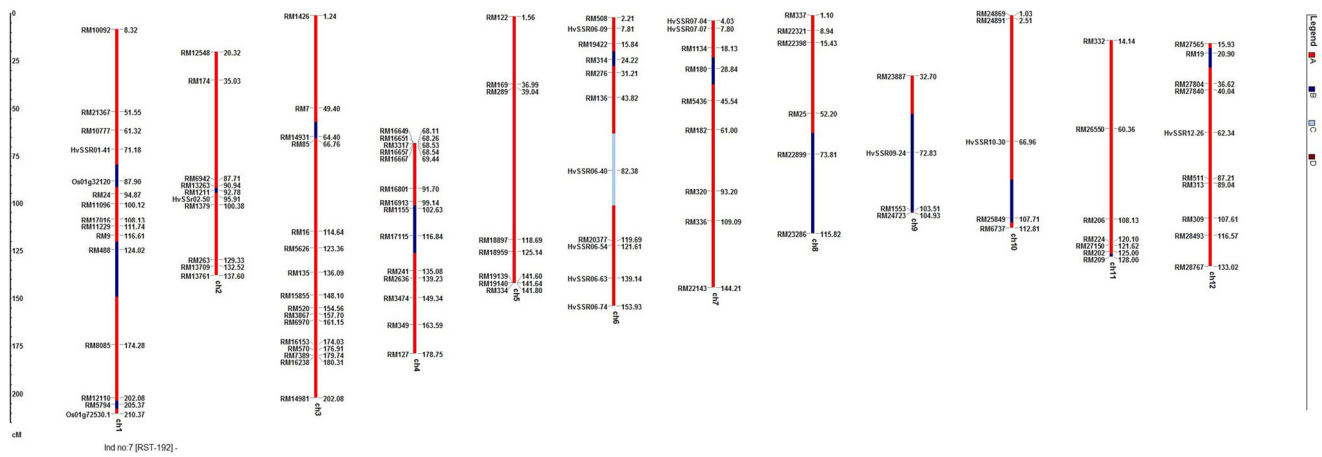 0
25
50
75
100
125
150
175
200
cM
RM10092 8.32
RM21367 51.55
RM10777 61.32
HvSSR01-41 71.18
Os01g32120 87.90
RM24 94.87
RM11096 100.12
RM17016 108.13
RM11229 111.74
RM9 116.61
RM488 124.02
RM8085 174.28
RM12110 202.08
RM5794 205.37
Os01g72530.1 210.37
ch1
RM12548 20.32
RM174 35.03
RM6942 87.71
RM13263 90.94
RM1211 92.78
HvSSr02-50 95.91
RM1379 100.38
RM263 129.33
RM13709 132.52
RM13761 137.60
ch2
RM1426 1.24
RM7 49.40
RM14931 64.40
RM85 66.76
RM16 114.64
RM5626 123.36
RM135 136.09
RM15855 148.10
RM520 154.56
RM3867 157.70
RM6970 161.15
RM16153 174.03
RM570 176.91
RM7389 179.74
RM16238 180.31
RM14981 202.08
ch3
RM16649 68.11
RM16651 68.26
RM3317 68.53
RM16657 68.54
RM16667 69.44
RM16801 91.70
RM16913 99.14
RM1155 102.63
RM17115 116.84
RM241 135.08
RM2636 139.23
RM3474 149.34
RM349 163.59
RM127 178.75
ch4
RM122 1.56
RM169 36.99
RM289 39.04
RM18897 118.69
RM18959 125.14
RM19139 141.60
RM19140 141.64
RM334 141.80
ch5
RM508 2.21
HvSSR06-09 7.81
RM19422 15.84
RM314 24.22
RM276 31.21
RM136 43.82
HvSSR06-40 82.38
RM20377 119.69
HvSSR06-54 121.61
HvSSR06-63 139.14
HvSSR06-74 153.93
ch6
HvSSR07-04 4.03
HvSSR07-07 7.80
RM1134 18.13
RM180 28.84
RM5436 45.54
RM182 61.00
RM320 93.20
RM336 109.09
RM22143 144.21
ch7
RM337 1.10
RM22321 8.94
RM22398 15.43
RM25 52.20
RM22899 73.81
RM23286 115.82
ch8
RM23887 32.70
HvSSR09-24 72.83
RM1553 103.51
RM24723 104.93
ch9
RM24869 1.03
RM24891 2.51
HvSSR10-30 66.96
RM25849 107.71
RM6737 112.81
ch10
RM332 14.14
RM26550 60.36
RM206 108.13
RM224 120.10
RM27150 121.62
RM202 125.00
RM209 128.00
ch11
RM27565 15.93
RM19 20.90
RM27804 36.62
RM27840 40.04
HvSSR12-26 62.34
RM511 87.21
RM313 89.04
RM309 107.61
RM28493 116.57
RM28767 133.02
ch12
Legend
A
B
C
D
Ind no:7 [RST-192] -